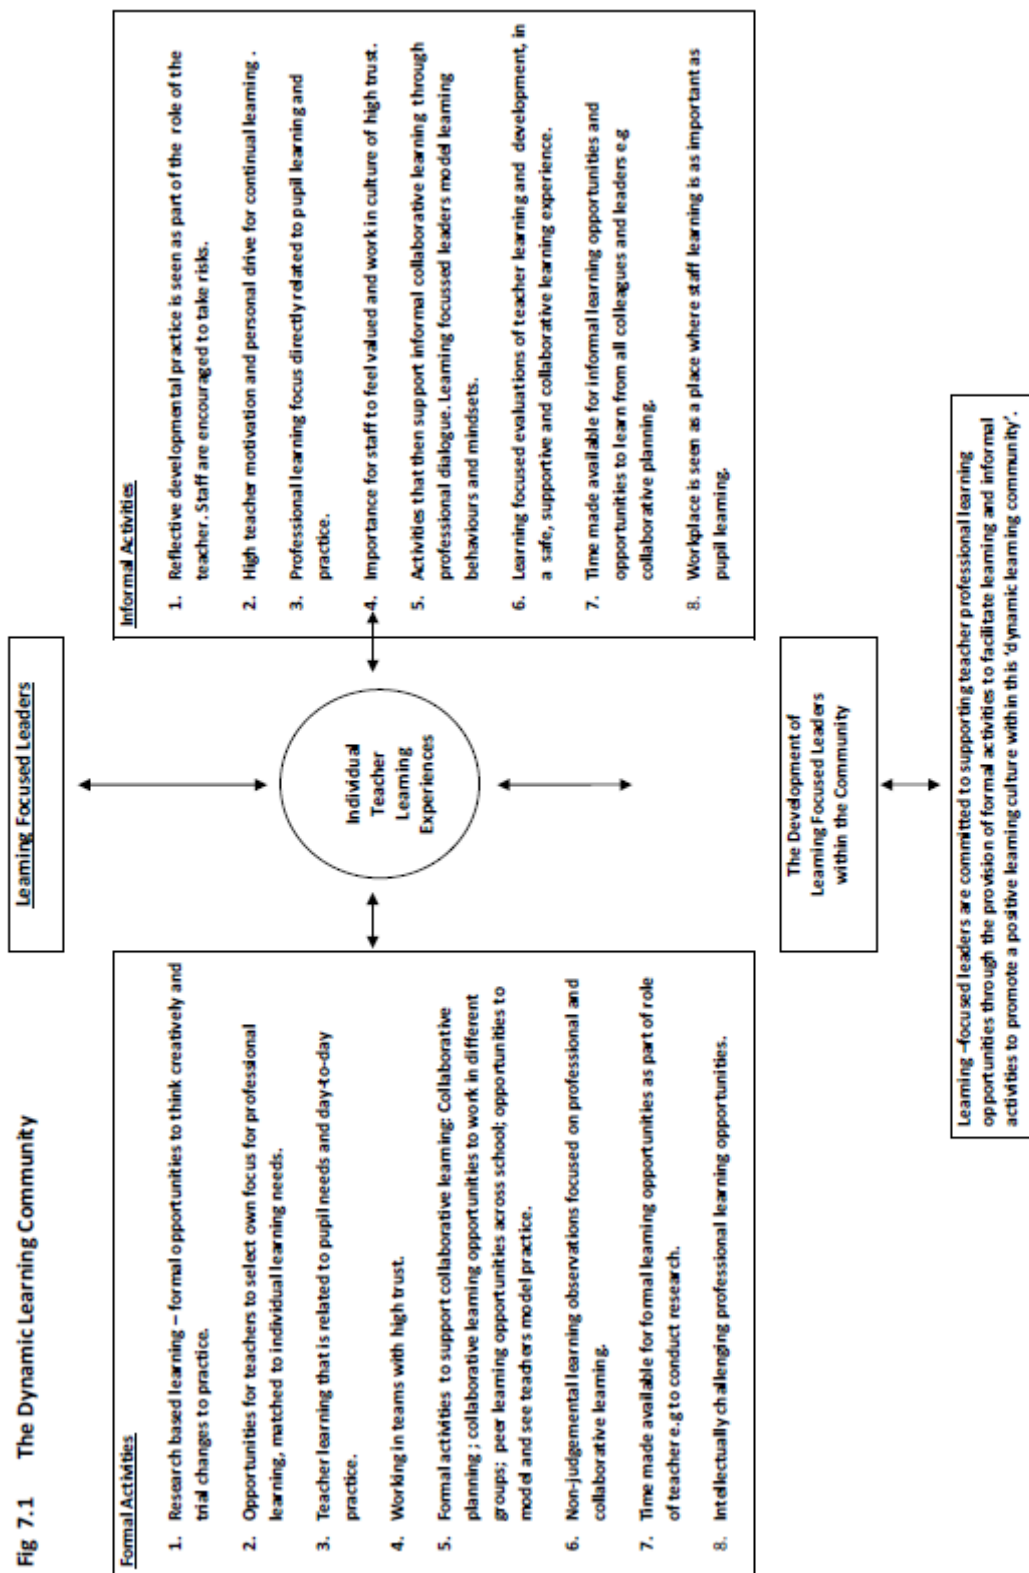 Fig 7.1 The Dynamic Learning Community
Learning Focused Leaders
Formal Activities
1. Research based learning – formal opportunities to think creatively and
trial changes to practice.
2. Opportunities for teachers to select own focus for professional
learning, matched to individual learning needs.
3. Teacher learning that is related to pupil needs and day-to-day
practice.
4. Working in teams with high trust.
5. Formal activities to support collaborative learning: Collaborative
planning ; collaborative learning opportunities to work in different
groups; peer learning opportunities across school; opportunities to
model and see teachers model practice.
6. Non-judgemental learning observations focused on professional and
collaborative learning.
7. Time made available for formal learning opportunities as part of role
of teacher e.g to conduct research.
8. Intellectually challenging professional learning opportunities.
Individual
Teacher
Learning
Experiences
Informal Activities
1. Reflective developmental practice is seen as part of the role of the
teacher. Staff are encouraged to take risks.
2. High teacher motivation and personal drive for continual learning .
3. Professional learning focus directly related to pupil learning and
practice.
4. Importance for staff to feel valued and work in culture of high trust.
5. Activities that then support informal collaborative learning through
professional dialogue. Learning focussed leaders model learning
behaviours and mindsets.
6. Learning focused evaluations of teacher learning and development, in
a safe, supportive and collaborative learning experience.
7. Time made available for informal learning opportunities and
opportunities to learn from all colleagues and leaders e.g
collaborative planning.
8. Workplace is seen as a place where staff learning is as important as
pupil learning.
The Development of
Learning Focused Leaders
within the Community
Learning –focused leaders are committed to supporting teacher professional learning
opportunities through the provision of formal activities to facilitate learning and informal
activities to promote a positive learning culture within this 'dynamic learning community'.